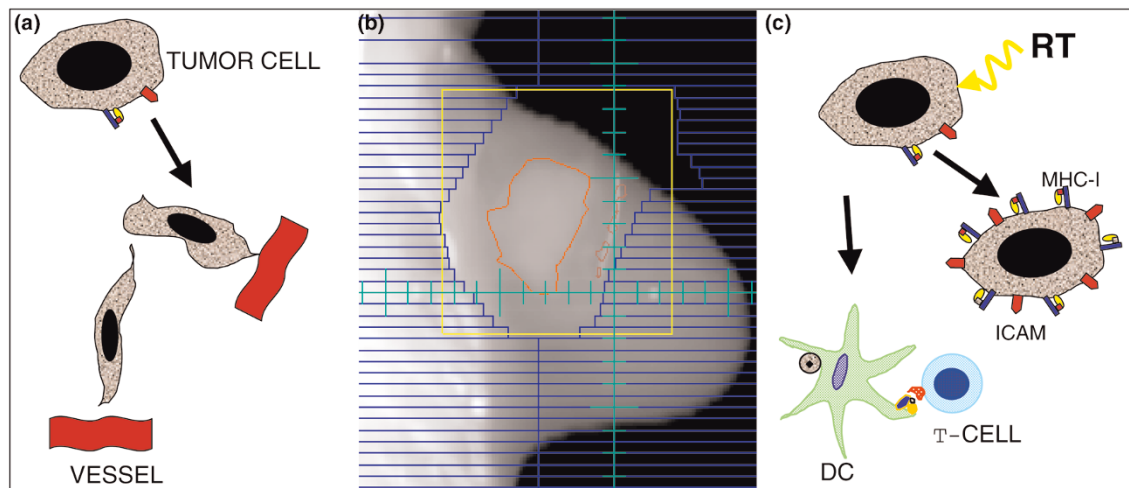 (a)
TUMOR CELL
VESSEL
(b)
(c)
RT
MHC-I
ICAM
T-CELL
DC